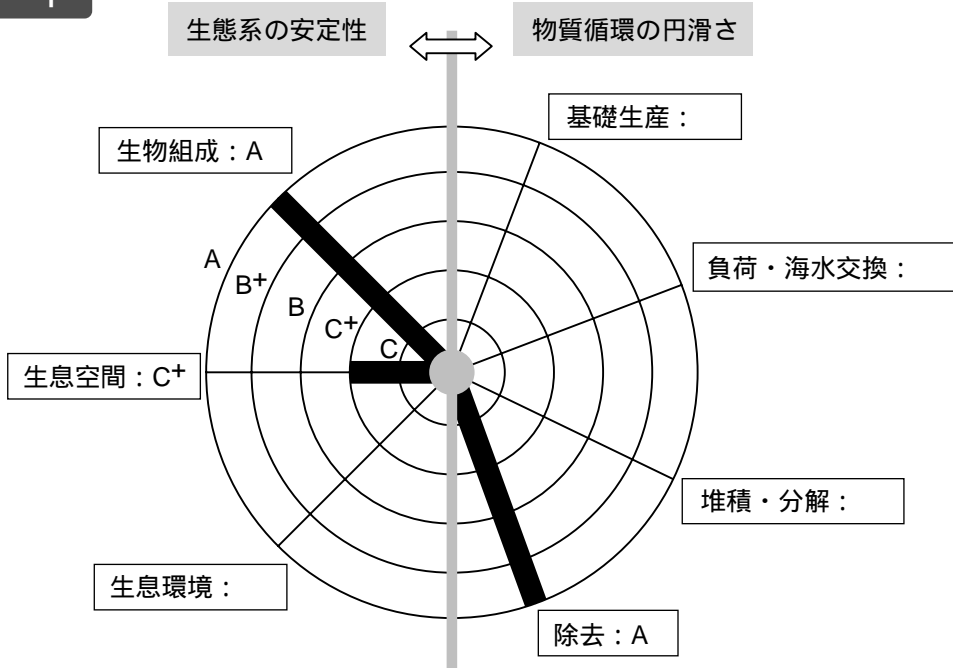 生態系の安定性
物質循環の円滑さ
基礎生産：
生物組成：A
A
B+
負荷・海水交換：
B
C+
C
生息空間：C+
堆積・分解：
生息環境：
除去：A